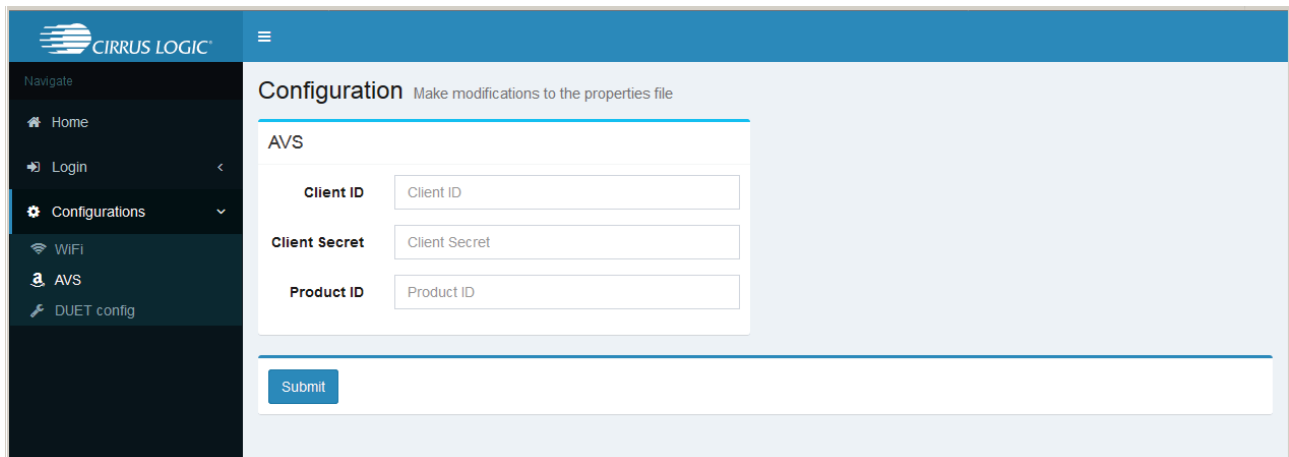 CIRRUS LOGIC®
Navigate
Home
Login
Configurations
WiFi
AVS
DUET config
Configuration Make modifications to the properties file
AVS
Client ID Client ID
Client Secret Client Secret
Product ID Product ID
Submit